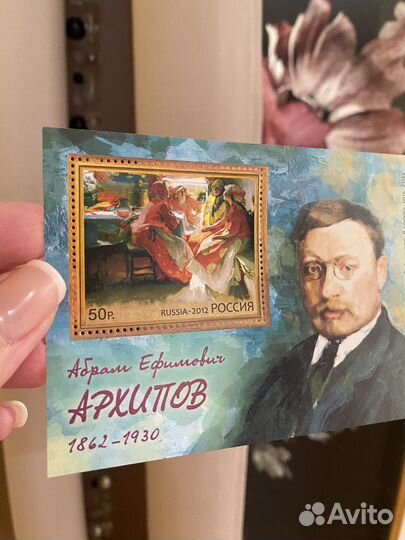 50р.
RUSSIA·2012 РОССИЯ
Абрам Ефимович
АРХИПОВ
1862–1930
Avito